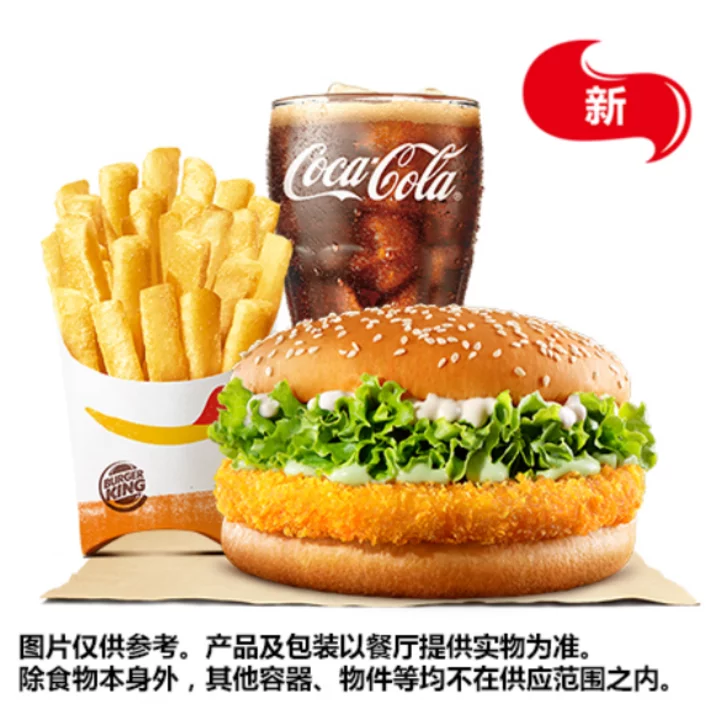 新
Coca-Cola
BURGER
KING
图片仅供参考。产品及包装以餐厅提供实物为准。
除食物本身外，其他容器、物件等均不在供应范围之内。